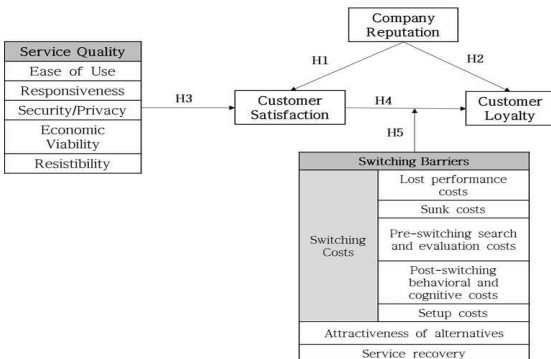 Company
Reputation
Service Quality
Ease of Use
Responsiveness
Security/Privacy
Economic
Viability
Resistibility
H1
H2
H3
Customer
Satisfaction
H4
Customer
Loyalty
H5
Switching Barriers
Switching
Costs
Lost performance
costs
Sunk costs
Pre-switching search
and evaluation costs
Post-switching
behavioral and
cognitive costs
Setup costs
Attractiveness of alternatives
Service recovery